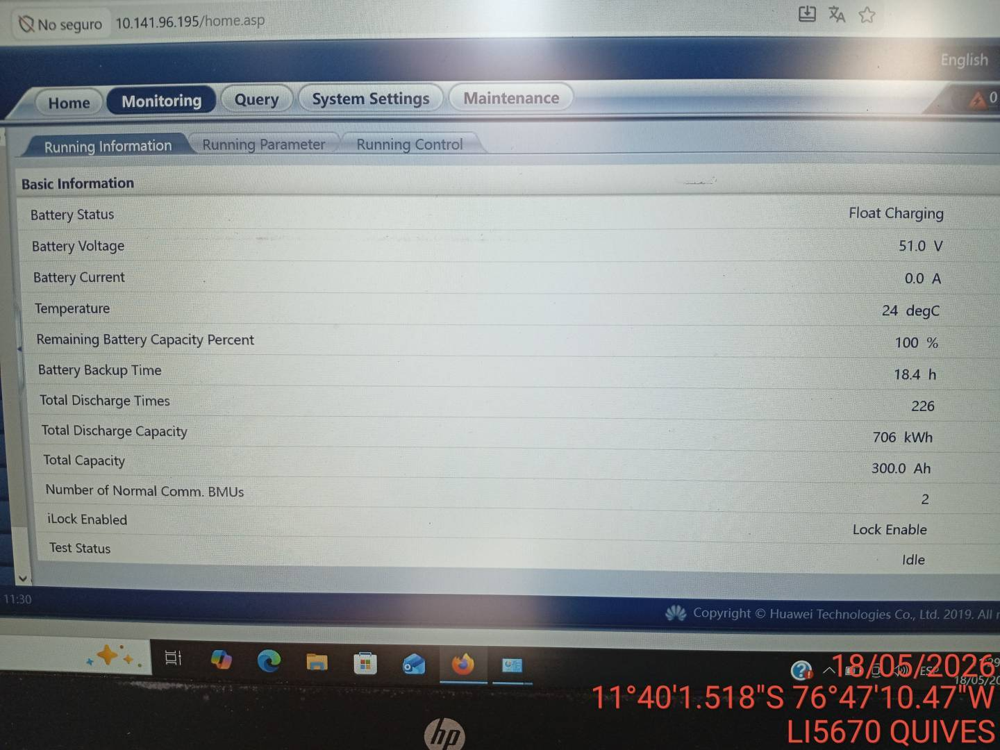 No seguro 10.141.96.195/home.asp
English
Home Monitoring Query System Settings Maintenance 0
Running Information Running Parameter Running Control
Basic Information
Battery Status Float Charging
Battery Voltage 51.0 V
Battery Current 0.0 A
Temperature 24 degC
Remaining Battery Capacity Percent 100 %
Battery Backup Time 18.4 h
Total Discharge Times 226
Total Discharge Capacity 706 kWh
Total Capacity 300.0 Ah
Number of Normal Comm. BMUs 2
iLock Enabled Lock Enable
Test Status Idle
11:30
Copyright © Huawei Technologies Co., Ltd. 2019. All
ESP
18/05/2026
11°40'1.518"S 76°47'10.47"W
LI5670 QUIVES
hp